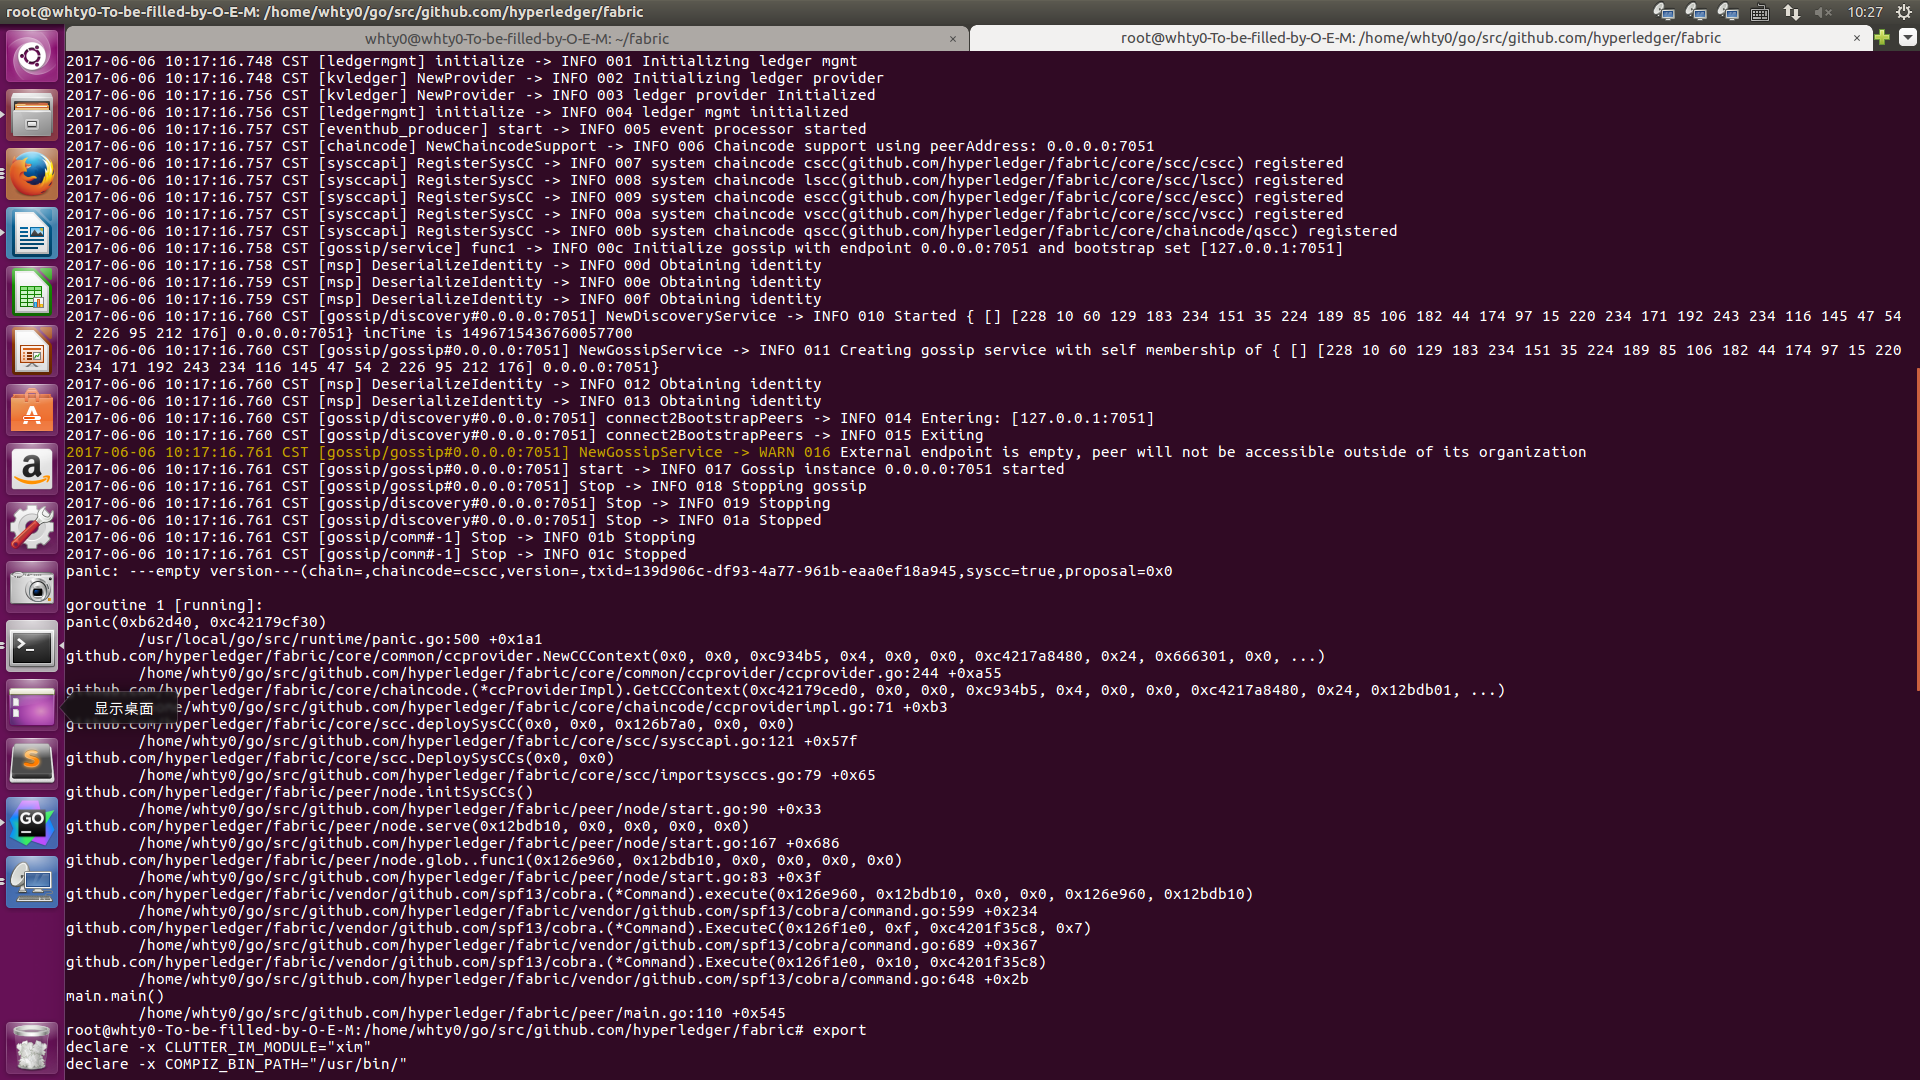 root@whty0-To-be-filled-by-O-E-M: /home/whty0/go/src/github.com/hyperledger/fabric
10:27
whty0@whty0-To-be-filled-by-O-E-M: ~/fabric
×
root@whty0-To-be-filled-by-O-E-M: /home/whty0/go/src/github.com/hyperledger/fabric
×
2017-06-06 10:17:16.748 CST [ledgermgmt] initialize -> INFO 001 Initializing ledger mgmt
2017-06-06 10:17:16.748 CST [kvledger] NewProvider -> INFO 002 Initializing ledger provider
2017-06-06 10:17:16.756 CST [kvledger] NewProvider -> INFO 003 ledger provider Initialized
2017-06-06 10:17:16.756 CST [ledgermgmt] initialize -> INFO 004 ledger mgmt initialized
2017-06-06 10:17:16.757 CST [eventhub_producer] start -> INFO 005 event processor started
2017-06-06 10:17:16.757 CST [chaincode] NewChaincodeSupport -> INFO 006 Chaincode support using peerAddress: 0.0.0.0:7051
2017-06-06 10:17:16.757 CST [sysccapi] RegisterSysCC -> INFO 007 system chaincode cscc(github.com/hyperledger/fabric/core/scc/cscc) registered
2017-06-06 10:17:16.757 CST [sysccapi] RegisterSysCC -> INFO 008 system chaincode lscc(github.com/hyperledger/fabric/core/scc/lscc) registered
2017-06-06 10:17:16.757 CST [sysccapi] RegisterSysCC -> INFO 009 system chaincode escc(github.com/hyperledger/fabric/core/scc/escc) registered
2017-06-06 10:17:16.757 CST [sysccapi] RegisterSysCC -> INFO 00a system chaincode vscc(github.com/hyperledger/fabric/core/scc/vscc) registered
2017-06-06 10:17:16.757 CST [sysccapi] RegisterSysCC -> INFO 00b system chaincode qscc(github.com/hyperledger/fabric/core/chaincode/qscc) registered
2017-06-06 10:17:16.758 CST [gossip/service] func1 -> INFO 00c Initialize gossip with endpoint 0.0.0.0:7051 and bootstrap set [127.0.0.1:7051]
2017-06-06 10:17:16.758 CST [msp] DeserializeIdentity -> INFO 00d Obtaining identity
2017-06-06 10:17:16.759 CST [msp] DeserializeIdentity -> INFO 00e Obtaining identity
2017-06-06 10:17:16.759 CST [msp] DeserializeIdentity -> INFO 00f Obtaining identity
2017-06-06 10:17:16.760 CST [gossip/discovery#0.0.0.0:7051] NewDiscoveryService -> INFO 010 Started { [] [228 10 60 129 183 234 151 35 224 189 85 106 182 44 174 97 15 220 234 171 192 243 234 116 145 47 54
2 226 95 212 176] 0.0.0.0:7051} incTime is 1496715436760057700
2017-06-06 10:17:16.760 CST [gossip/gossip#0.0.0.0:7051] NewGossipService -> INFO 011 Creating gossip service with self membership of { [] [228 10 60 129 183 234 151 35 224 189 85 106 182 44 174 97 15 220
234 171 192 243 234 116 145 47 54 2 226 95 212 176] 0.0.0.0:7051}
2017-06-06 10:17:16.760 CST [msp] DeserializeIdentity -> INFO 012 Obtaining identity
2017-06-06 10:17:16.760 CST [msp] DeserializeIdentity -> INFO 013 Obtaining identity
2017-06-06 10:17:16.760 CST [gossip/discovery#0.0.0.0:7051] connect2BootstrapPeers -> INFO 014 Entering: [127.0.0.1:7051]
2017-06-06 10:17:16.760 CST [gossip/discovery#0.0.0.0:7051] connect2BootstrapPeers -> INFO 015 Exiting
2017-06-06 10:17:16.761 CST [gossip/gossip#0.0.0.0:7051] NewGossipService -> WARN 016 External endpoint is empty, peer will not be accessible outside of its organization
2017-06-06 10:17:16.761 CST [gossip/gossip#0.0.0.0:7051] start -> INFO 017 Gossip instance 0.0.0.0:7051 started
2017-06-06 10:17:16.761 CST [gossip/gossip#0.0.0.0:7051] Stop -> INFO 018 Stopping gossip
2017-06-06 10:17:16.761 CST [gossip/discovery#0.0.0.0:7051] Stop -> INFO 019 Stopping
2017-06-06 10:17:16.761 CST [gossip/discovery#0.0.0.0:7051] Stop -> INFO 01a Stopped
2017-06-06 10:17:16.761 CST [gossip/comm#-1] Stop -> INFO 01b Stopping
2017-06-06 10:17:16.761 CST [gossip/comm#-1] Stop -> INFO 01c Stopped
panic: ---empty version---(chain=,chaincode=cscc,version=,txid=139d906c-df93-4a77-961b-eaa0ef18a945,syscc=true,proposal=0x0
goroutine 1 [running]:
panic(0xb62d40, 0xc42179cf30)
/usr/local/go/src/runtime/panic.go:500 +0x1a1
github.com/hyperledger/fabric/core/common/ccprovider.NewCCContext(0x0, 0x0, 0xc934b5, 0x4, 0x0, 0x0, 0xc4217a8480, 0x24, 0x666301, 0x0, ...)
/home/whty0/go/src/github.com/hyperledger/fabric/core/common/ccprovider/ccprovider.go:244 +0xa55
github.com/hyperledger/fabric/core/chaincode.(*ccProviderImpl).GetCCContext(0xc42179ced0, 0x0, 0x0, 0xc934b5, 0x4, 0x0, 0x0, 0xc4217a8480, 0x24, 0x12bdb01, ...)
显示桌面 e/whty0/go/src/github.com/hyperledger/fabric/core/chaincode/ccproviderimpl.go:71 +0xb3
github.com/hyperledger/fabric/core/scc.deploySysCC(0x0, 0x0, 0x126b7a0, 0x0, 0x0)
/home/whty0/go/src/github.com/hyperledger/fabric/core/scc/sysccapi.go:121 +0x57f
github.com/hyperledger/fabric/core/scc.DeploySysCCs(0x0, 0x0)
/home/whty0/go/src/github.com/hyperledger/fabric/core/scc/importsysccs.go:79 +0x65
github.com/hyperledger/fabric/peer/node.initSysCCs()
/home/whty0/go/src/github.com/hyperledger/fabric/peer/node/start.go:90 +0x33
github.com/hyperledger/fabric/peer/node.serve(0x12bdb10, 0x0, 0x0, 0x0, 0x0)
/home/whty0/go/src/github.com/hyperledger/fabric/peer/node/start.go:167 +0x686
github.com/hyperledger/fabric/peer/node.glob..func1(0x126e960, 0x12bdb10, 0x0, 0x0, 0x0, 0x0)
/home/whty0/go/src/github.com/hyperledger/fabric/peer/node/start.go:83 +0x3f
github.com/hyperledger/fabric/vendor/github.com/spf13/cobra.(*Command).execute(0x126e960, 0x12bdb10, 0x0, 0x0, 0x126e960, 0x12bdb10)
/home/whty0/go/src/github.com/hyperledger/fabric/vendor/github.com/spf13/cobra/command.go:599 +0x234
github.com/hyperledger/fabric/vendor/github.com/spf13/cobra.(*Command).ExecuteC(0x126f1e0, 0xf, 0xc4201f35c8, 0x7)
/home/whty0/go/src/github.com/hyperledger/fabric/vendor/github.com/spf13/cobra/command.go:689 +0x367
github.com/hyperledger/fabric/vendor/github.com/spf13/cobra.(*Command).Execute(0x126f1e0, 0x10, 0xc4201f35c8)
/home/whty0/go/src/github.com/hyperledger/fabric/vendor/github.com/spf13/cobra/command.go:648 +0x2b
main.main()
/home/whty0/go/src/github.com/hyperledger/fabric/peer/main.go:110 +0x545
root@whty0-To-be-filled-by-O-E-M:/home/whty0/go/src/github.com/hyperledger/fabric# export
declare -x CLUTTER_IM_MODULE="xim"
declare -x COMPIZ_BIN_PATH="/usr/bin/"